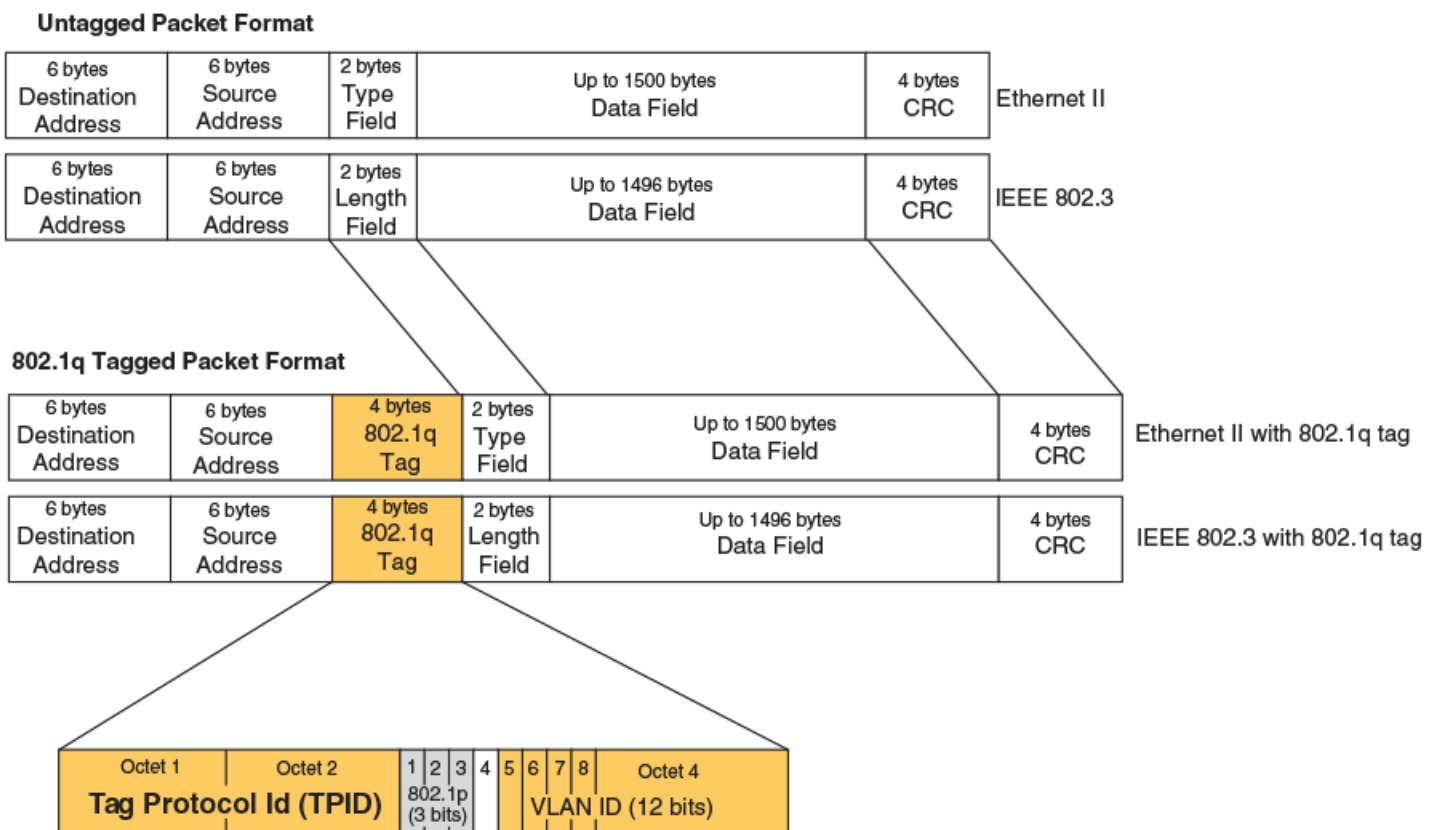 Untagged Packet Format
6 bytes
Destination
Address
6 bytes
Source
Address
2 bytes
Type
Field
Up to 1500 bytes
Data Field
4 bytes
CRC
Ethernet II
6 bytes
Destination
Address
6 bytes
Source
Address
2 bytes
Length
Field
Up to 1496 bytes
Data Field
4 bytes
CRC
IEEE 802.3
802.1q Tagged Packet Format
6 bytes
Destination
Address
6 bytes
Source
Address
4 bytes
802.1q
Tag
2 bytes
Type
Field
Up to 1500 bytes
Data Field
4 bytes
CRC
Ethernet II with 802.1q tag
6 bytes
Destination
Address
6 bytes
Source
Address
4 bytes
802.1q
Tag
2 bytes
Length
Field
Up to 1496 bytes
Data Field
4 bytes
CRC
IEEE 802.3 with 802.1q tag
Octet 1
Octet 2
1 2 3 4 5 6 7 8
Octet 4
Tag Protocol Id (TPID)
802.1p
(3 bits)
VLAN ID (12 bits)